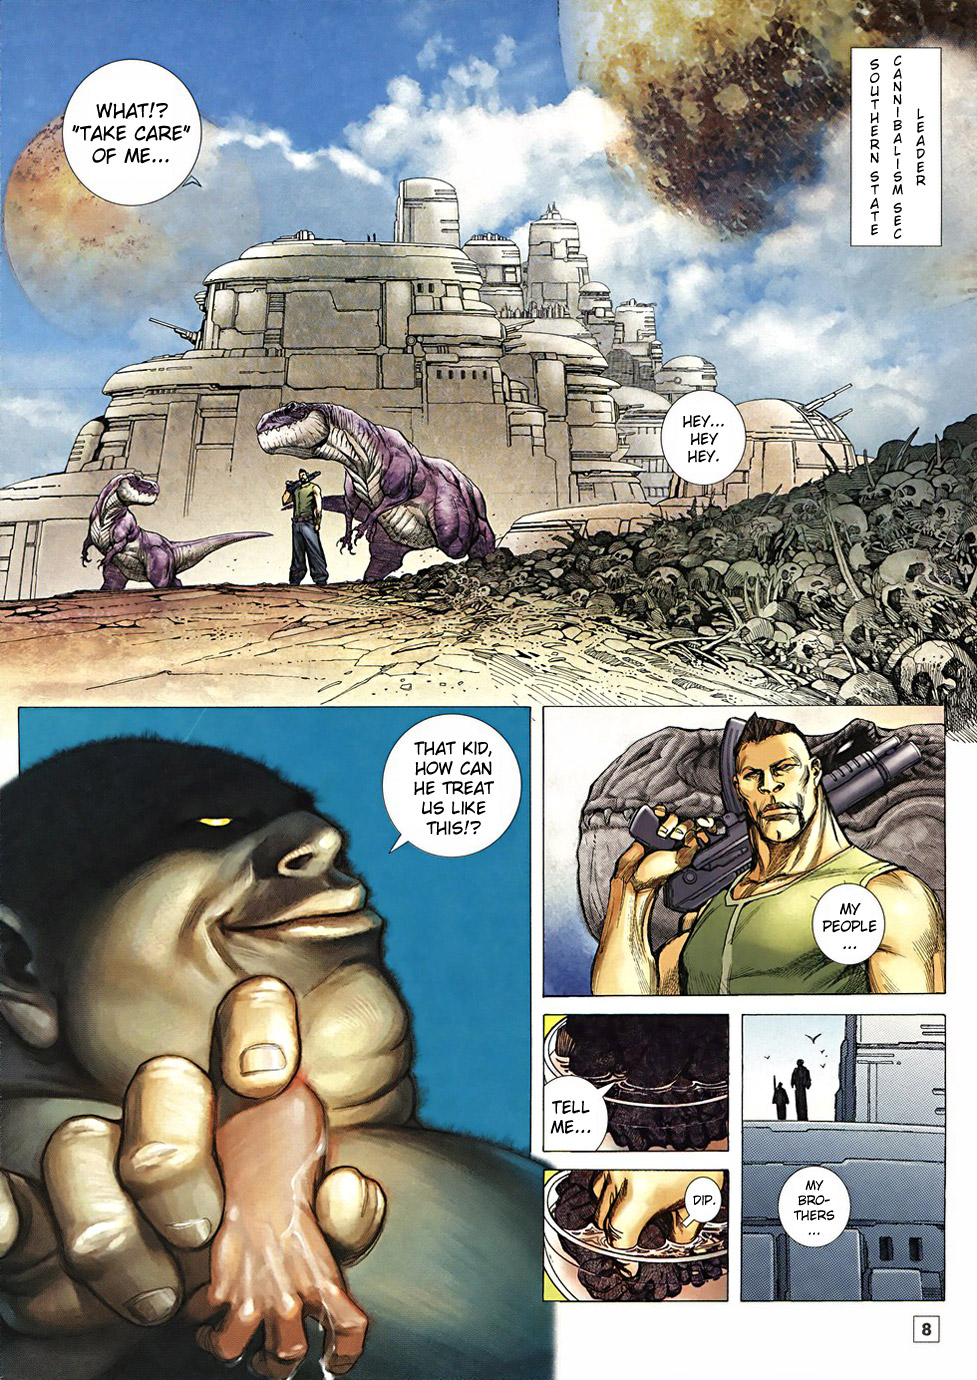 WHAT!?
"TAKE CARE"
OF ME...
LEADER
CANNIBALISM SEC
SOUTHERN STATE
HEY...
HEY
HEY.
THAT KID,
HOW CAN
HE TREAT
US LIKE
THIS!?
MY
PEOPLE
...
TELL
ME...
DIP.
MY
BRO-
THERS
...
8